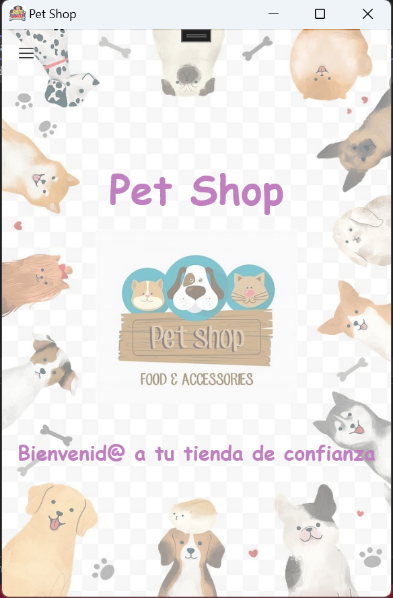 Pet Shop
Pet Shop
Pet shop
FOOD & ACCESSORIES
Bienvenid@ a tu tienda de confianza